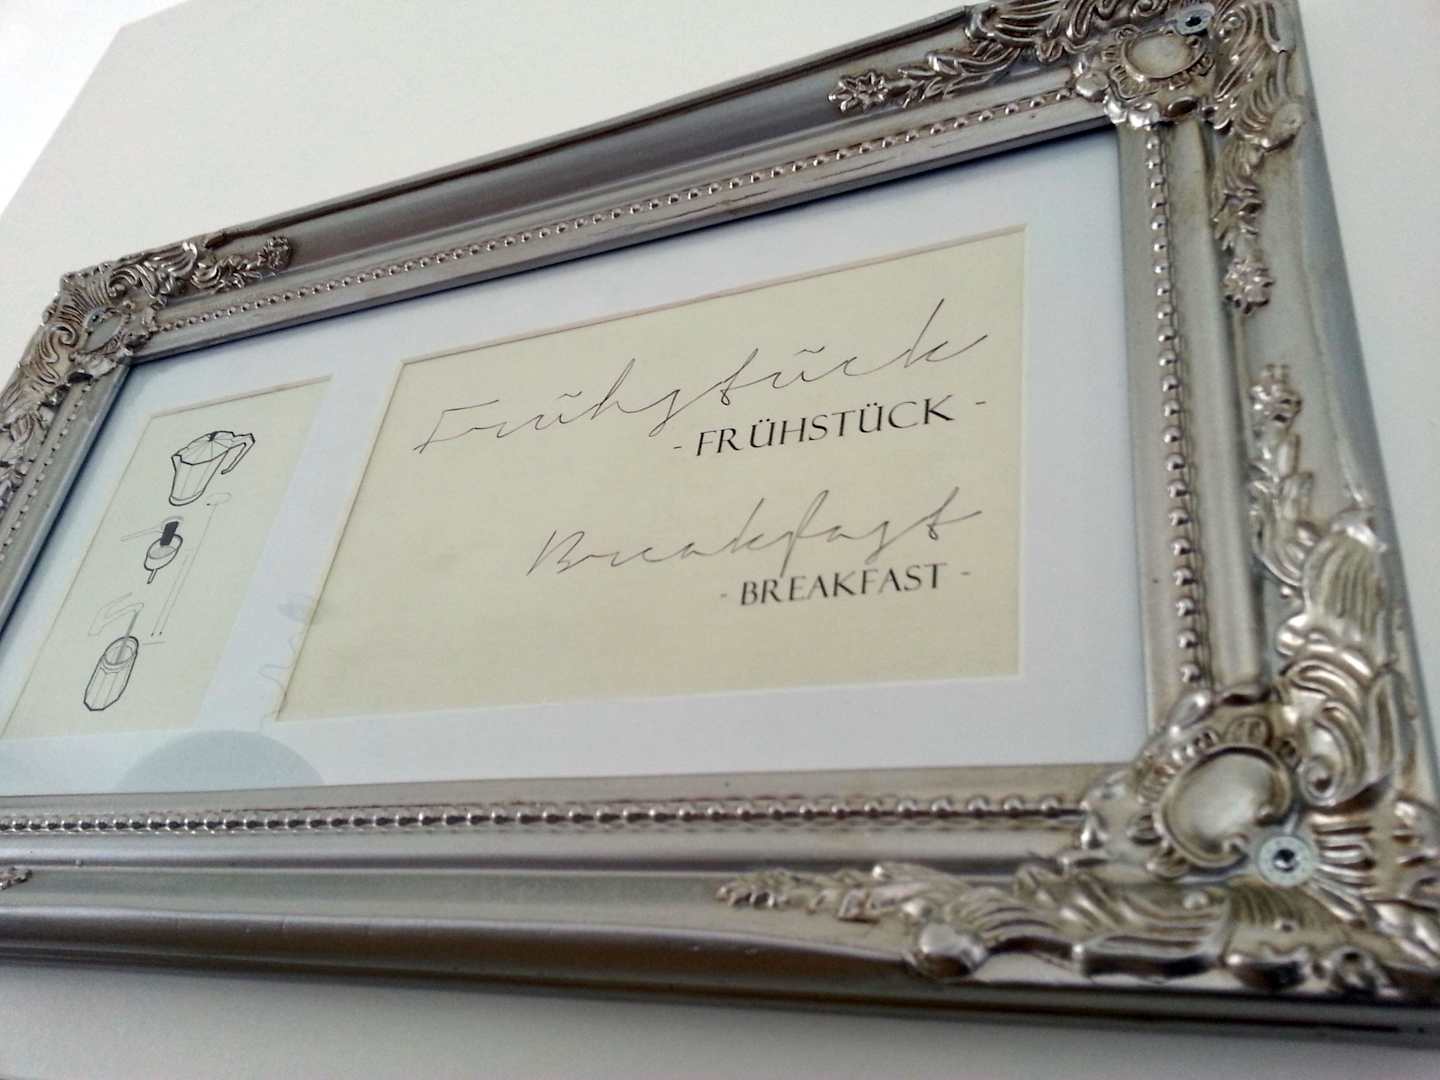 Frühstück
- FRÜHSTÜCK -
Breakfast
- BREAKFAST -